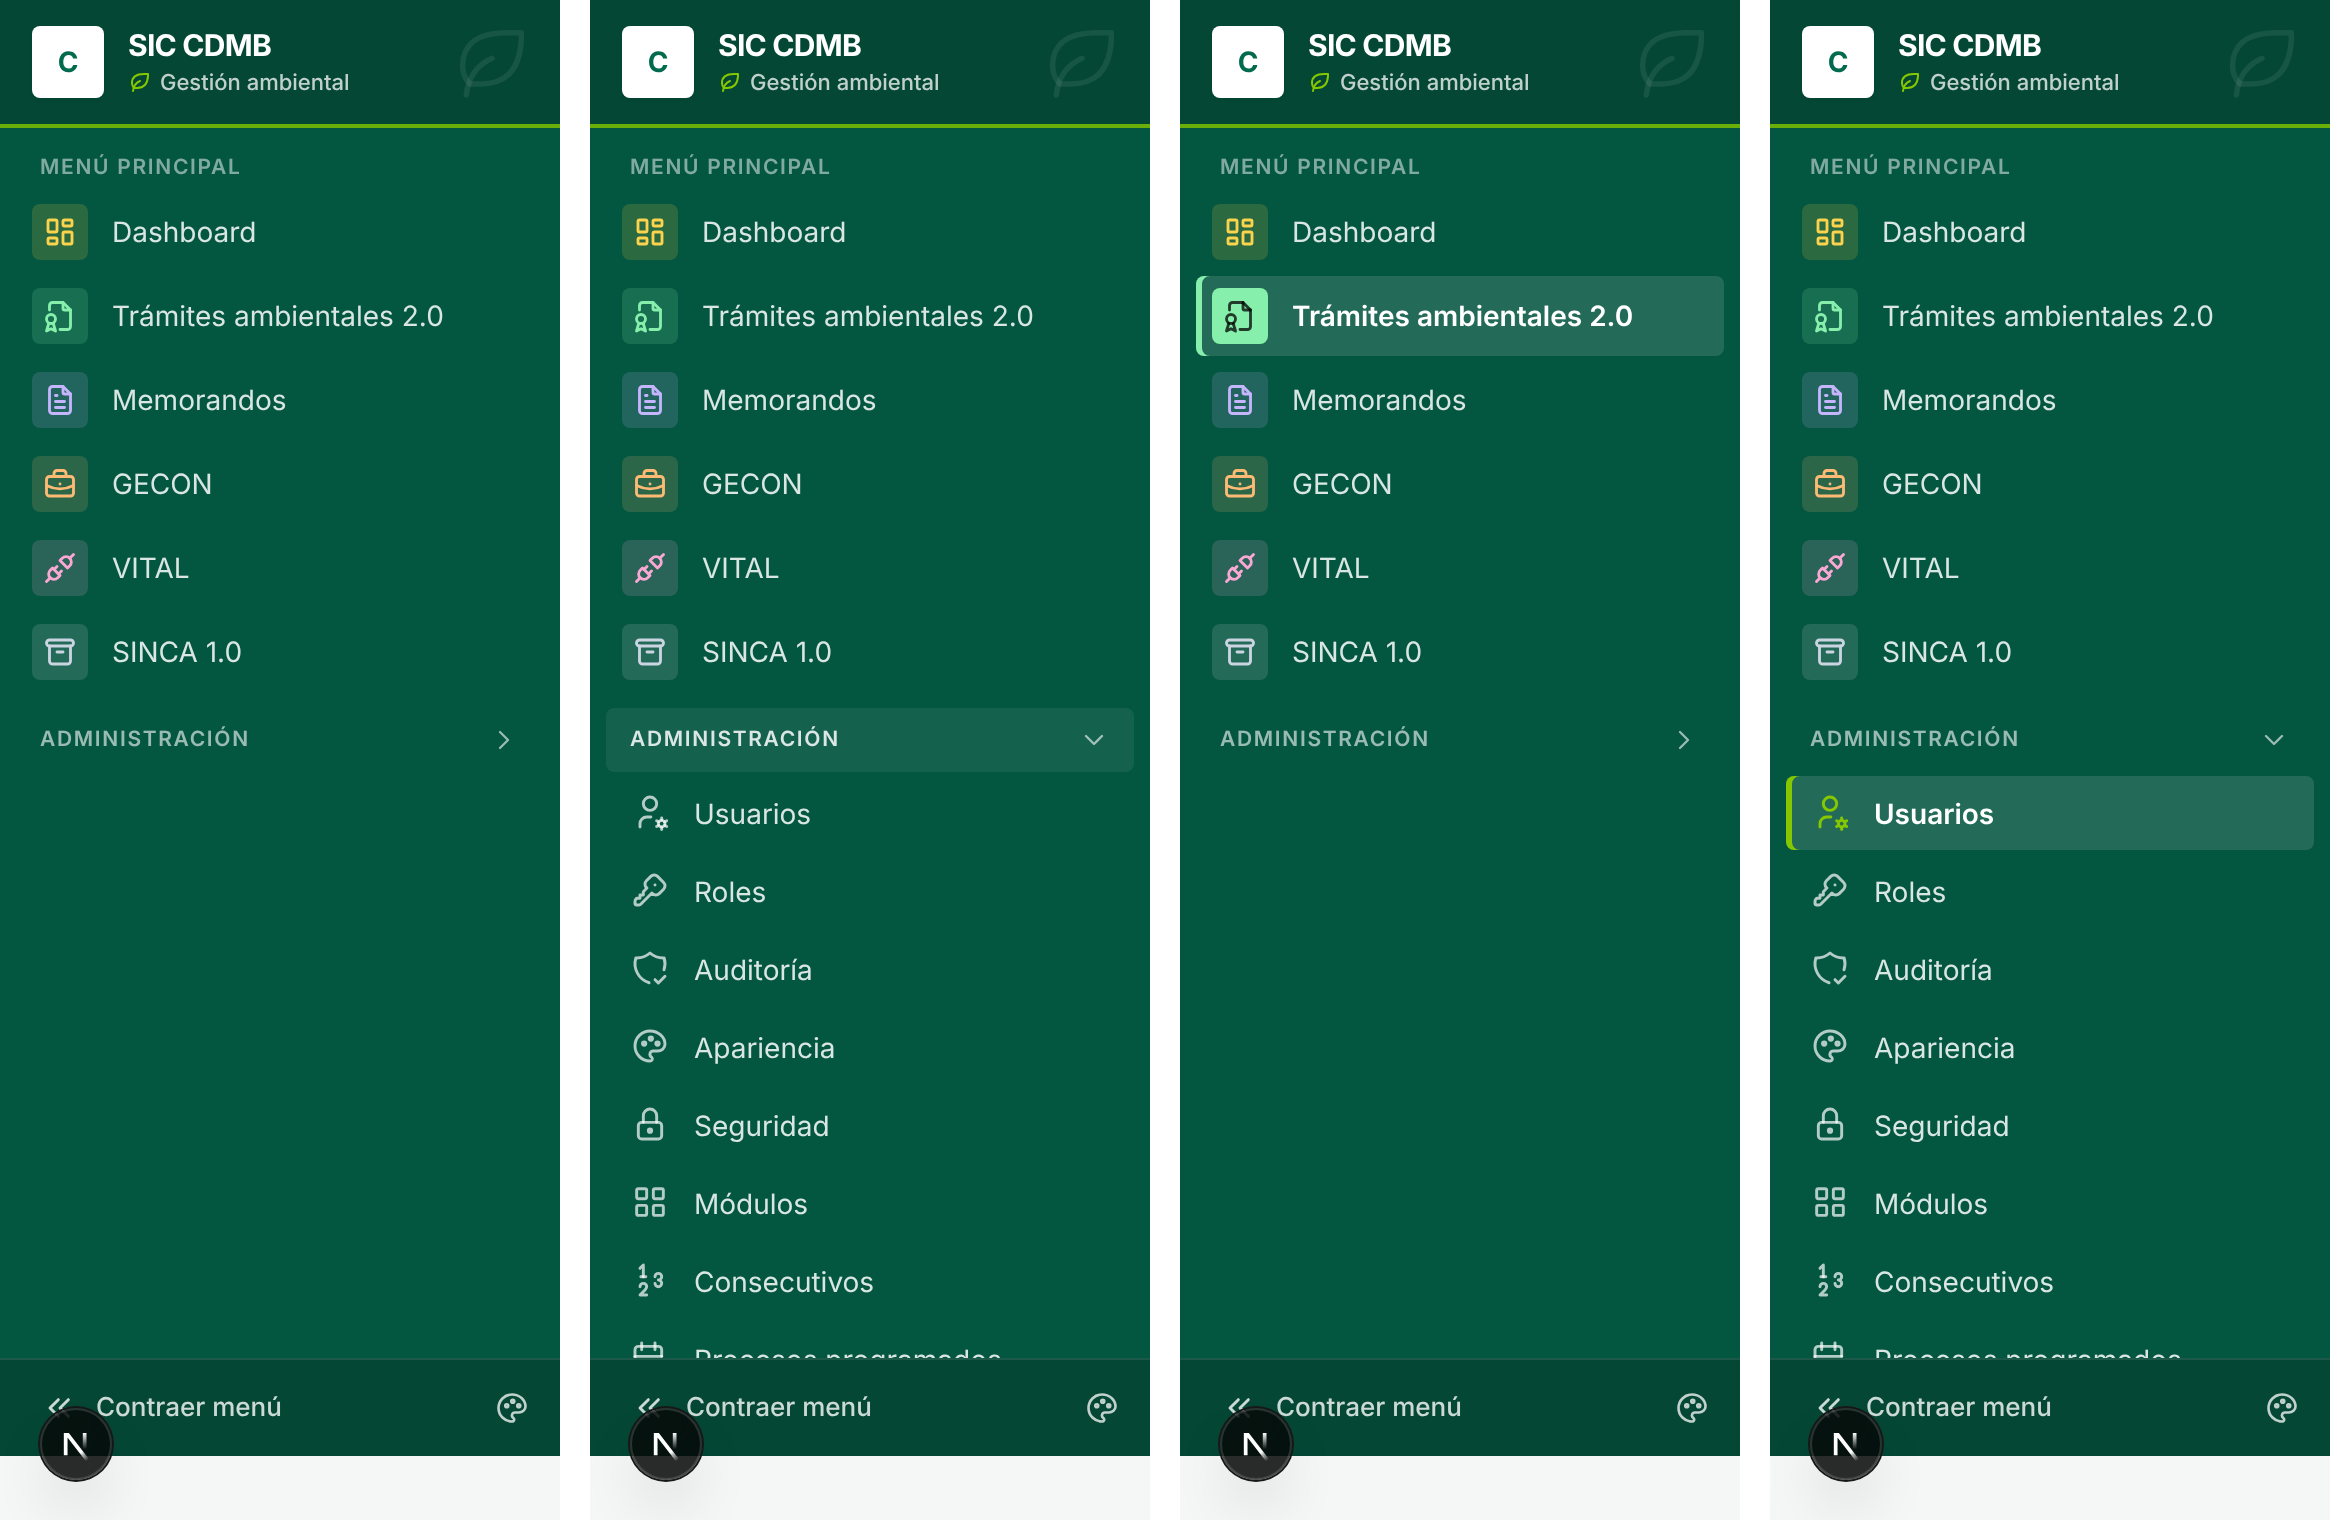 C
SIC CDMB
Gestión ambiental
MENÚ PRINCIPAL
Dashboard
Trámites ambientales 2.0
Memorandos
GECON
VITAL
SINCA 1.0
ADMINISTRACIÓN
Contraer menú
N
C
SIC CDMB
Gestión ambiental
MENÚ PRINCIPAL
Dashboard
Trámites ambientales 2.0
Memorandos
GECON
VITAL
SINCA 1.0
ADMINISTRACIÓN
Usuarios
Roles
Auditoría
Apariencia
Seguridad
Módulos
Consecutivos
Procesos programados
Contraer menú
N
C
SIC CDMB
Gestión ambiental
MENÚ PRINCIPAL
Dashboard
Trámites ambientales 2.0
Memorandos
GECON
VITAL
SINCA 1.0
ADMINISTRACIÓN
Contraer menú
N
C
SIC CDMB
Gestión ambiental
MENÚ PRINCIPAL
Dashboard
Trámites ambientales 2.0
Memorandos
GECON
VITAL
SINCA 1.0
ADMINISTRACIÓN
Usuarios
Roles
Auditoría
Apariencia
Seguridad
Módulos
Consecutivos
Procesos programados
Contraer menú
N